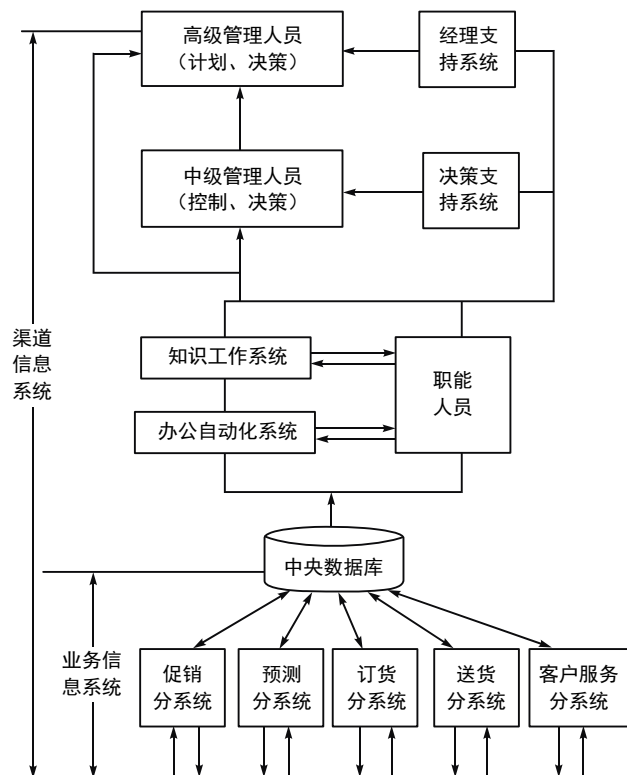 高级管理人员
（计划、决策）
经理支
持系统
中级管理人员
（控制、决策）
决策支
持系统
渠道
信息
系统
知识工作系统
职能
人员
办公自动化系统
中央数据库
业务信
息系统
促销
分系统
预测
分系统
订货
分系统
送货
分系统
客户服务
分系统